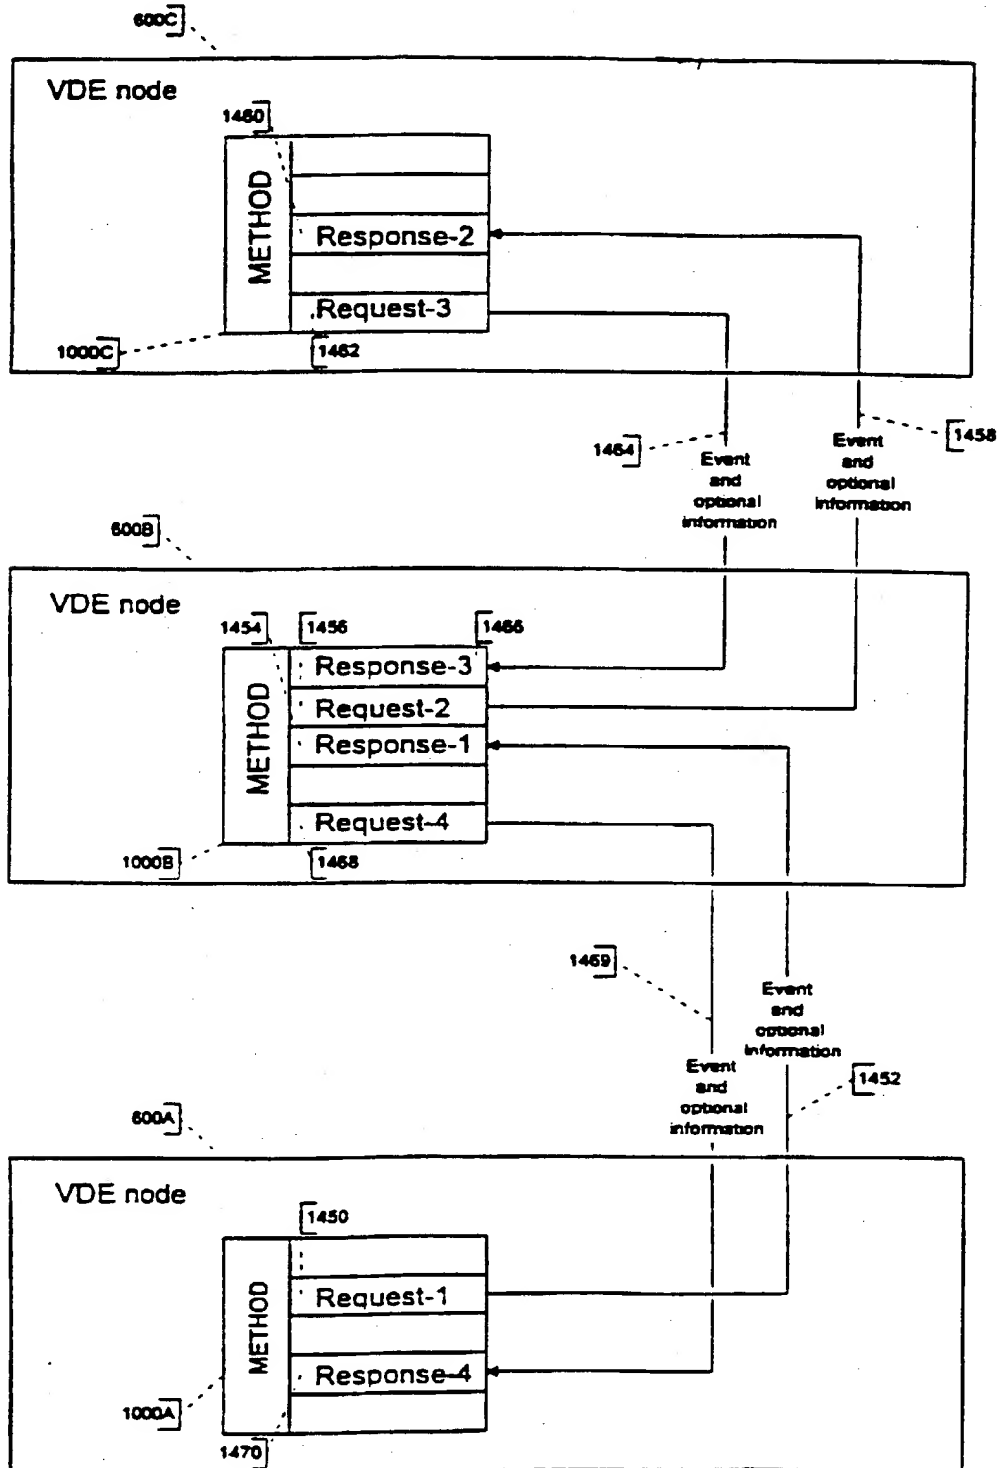 600C
VDE node
1460
METHOD
Response-2
Request-3
1000C
1462
1464
1458
Event
and
optional
information
Event
and
optional
information
600B
VDE node
1454
1456
1466
METHOD
Response-3
Request-2
Response-1
Request-4
1000B
1468
1469
Event
and
optional
information
Event
and
optional
information
1452
600A
VDE node
1450
METHOD
Request-1
Response-4
1000A
1470